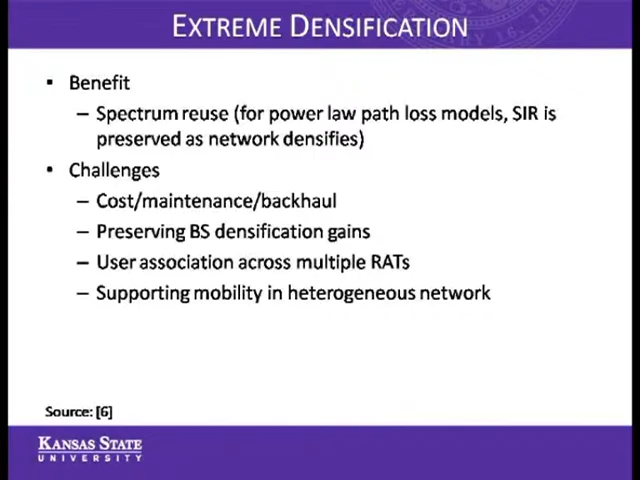 EXTREME DENSIFICATION
▪ Benefit
– Spectrum reuse (for power law path loss models, SIR is
preserved as network densifies)
▪ Challenges
– Cost/maintenance/backhaul
– Preserving BS densification gains
– User association across multiple RATs
– Supporting mobility in heterogeneous network
Source: [6]
KANSAS STATE
UNIVERSITY